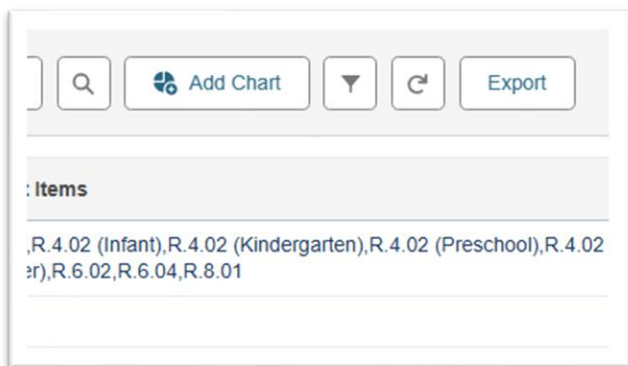 Add Chart Export
: Items
,R.4.02 (Infant),R.4.02 (Kindergarten),R.4.02 (Preschool),R.4.02
er),R.6.02,R.6.04,R.8.01